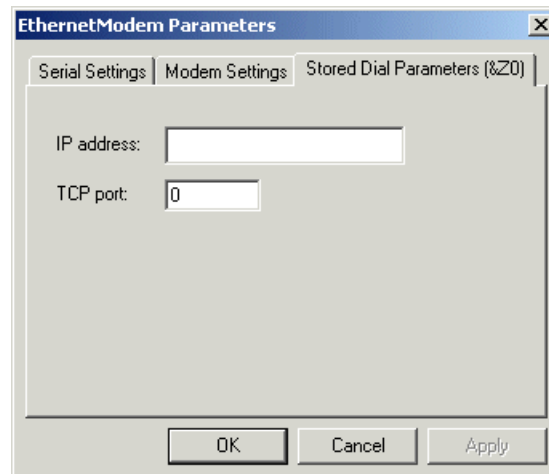 EthernetModem Parameters
Serial Settings Modem Settings Stored Dial Parameters (&Z0)
IP address:
TCP port: 0
OK Cancel Apply